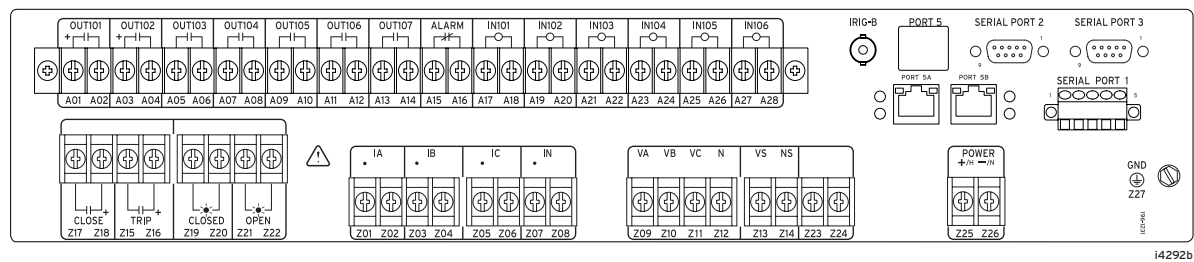 OUT101 OUT102 OUT103 OUT104 OUT105 OUT106 OUT107 ALARM IN101 IN102 IN103 IN104 IN105 IN106
+ +
A01 A02 A03 A04 A05 A06 A07 A08 A09 A10 A11 A12 A13 A14 A15 A16 A17 A18 A19 A20 A21 A22 A23 A24 A25 A26 A27 A28
IRIG-B PORT 5 SERIAL PORT 2 SERIAL PORT 3
1 1
9 9
PORT 5A PORT 5B SERIAL PORT 1
1 5
+ +
CLOSE TRIP CLOSED OPEN
Z17 Z18 Z15 Z16 Z19 Z20 Z21 Z22
!
IA IB IC IN
Z01 Z02 Z03 Z04 Z05 Z06 Z07 Z08
VA VB VC N VS NS
Z09 Z10 Z11 Z12 Z13 Z14 Z23 Z24
POWER
+/H −/N
Z25 Z26
GND
Z27
i4292b